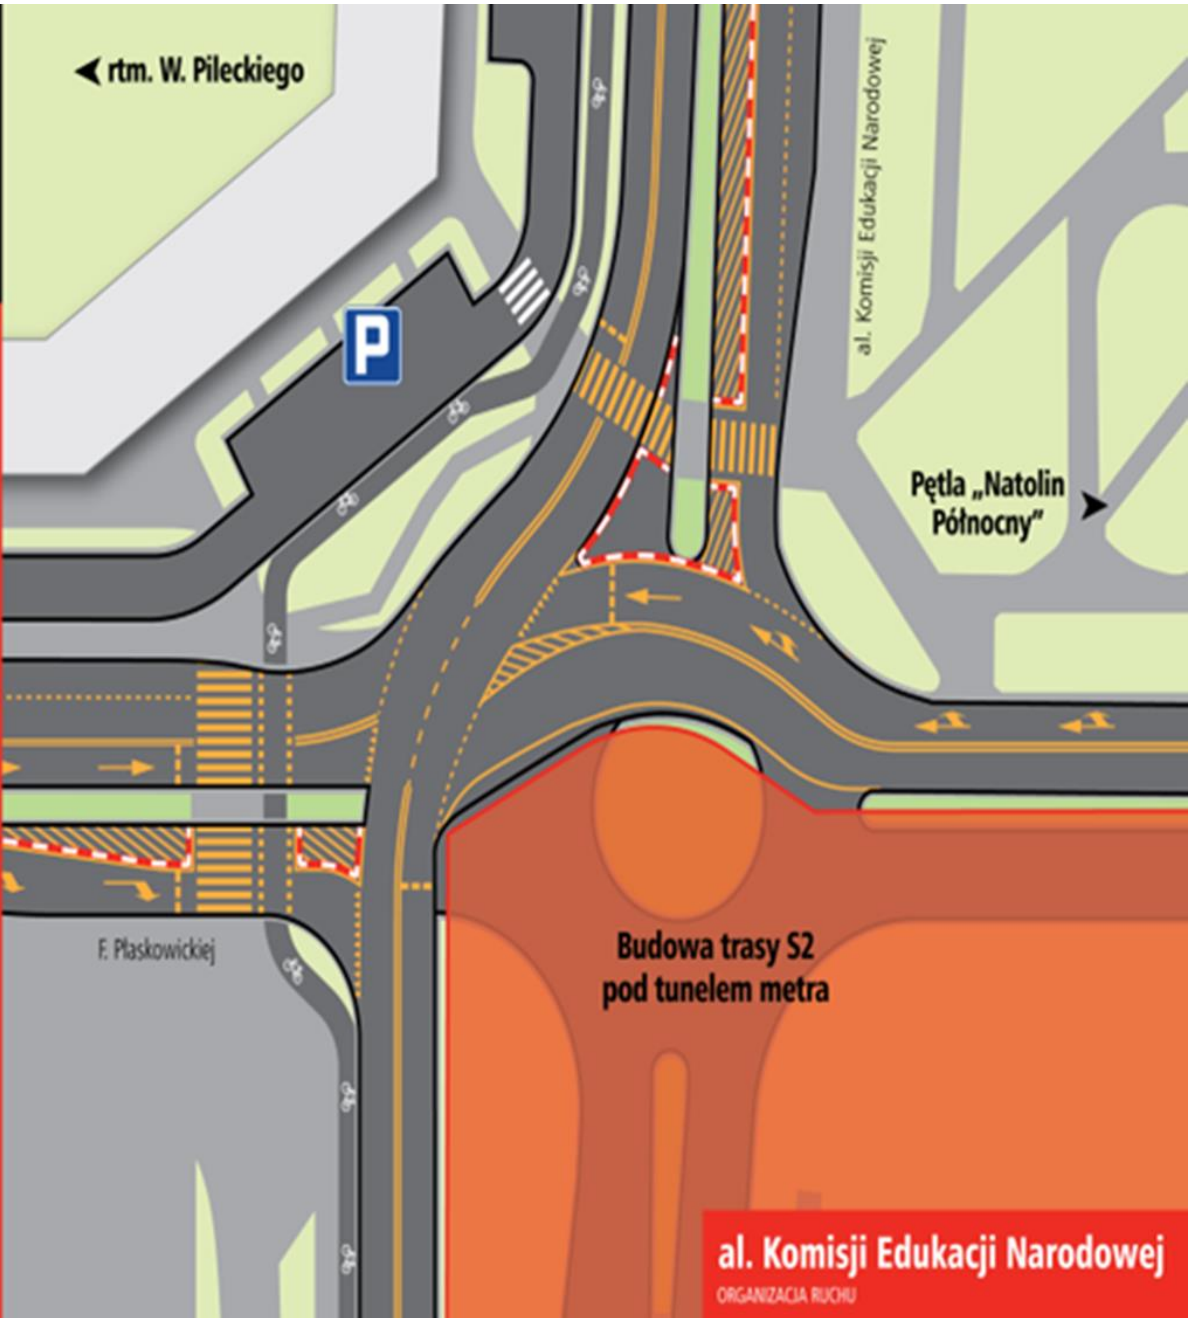 rtm. W. Pileckiego
al. Komisji Edukacji Narodowej
P
Pętla „Natolin
Północny”
F. Płaskowickiej
Budowa trasy S2
pod tunelem metra
al. Komisji Edukacji Narodowej
ORGANIZACJA RUCHU